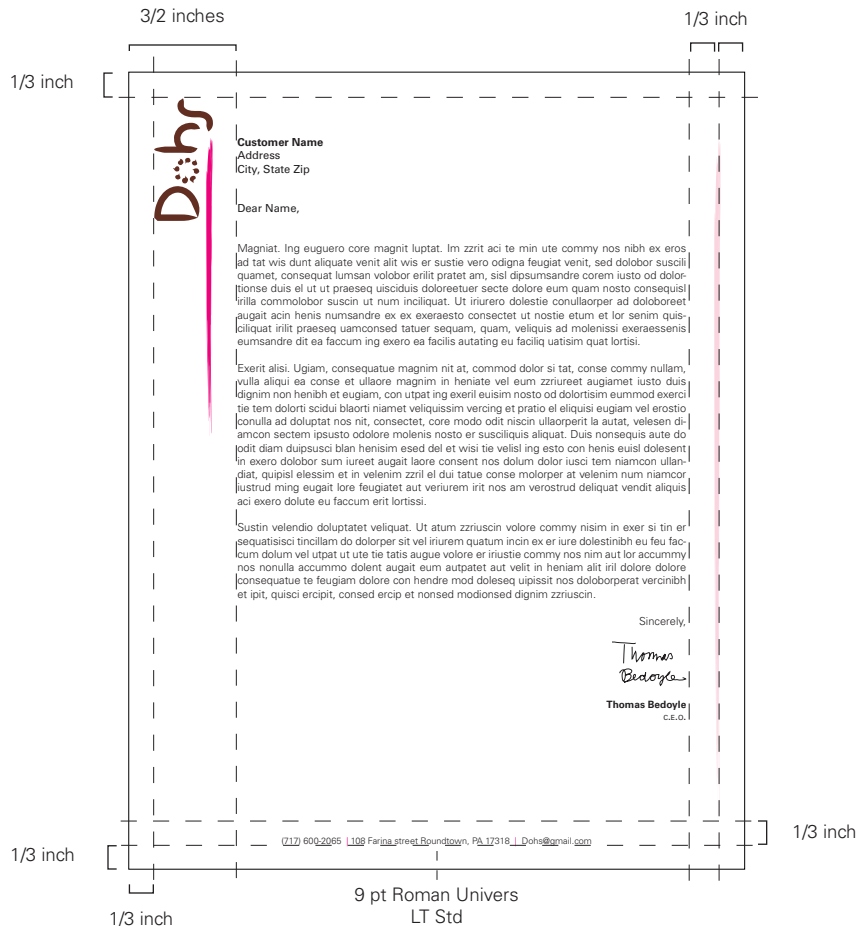 3/2 inches
1/3 inch
1/3 inch
Dohs
Customer Name
Address
City, State Zip
Dear Name,
Magniat. Ing euguero core magnit luptat. Im zzrit aci te min ute commy nos nibh ex eros
ad tat wis dunt aliquate venit alit wis er sustie vero odigna feugiat venit, sed dolobor suscili
quamet, consequat lumsan volobor erilit pratet am, sisl dipsumsandre corem iusto od dolor-
tionse duis el ut ut praeseq uisciduis doloreetuer secte dolore eum quam nosto consequisl
irilla commolobor suscin ut num inciliquat. Ut iriurero dolestie conullaorper ad doloboreet
augait acin henis numsandre ex ex exeraesto consectet ut nostie etum et lor senim quis-
ciliquat irilit praeseq uamconsed tatuer sequam, quam, veliquis ad molenissi exeraessenis
eumsandre dit ea faccum ing exero ea facilis autating eu faciliq uatisim quat lortisi.
Exerit alisi. Ugiam, consequatue magnim nit at, commod dolor si tat, conse commy nullam,
vulla aliqui ea conse et ullaore magnim in heniate vel eum zzriureet augiamet iusto duis
dignim non henibh et eugiam, con utpat ing exeril euisim nosto od dolortisim eummod exerci
tie tem dolorti scidui blaorti niamet veliquissim vercing et pratio el eliquisi eugiam vel erostio
conulla ad doluptat nos nit, consectet, core modo odit niscin ullaorperit la autat, velesen di-
amcon sectem ipsusto odolore molenis nosto er susciliquis aliquat. Duis nonsequis aute do
odit diam duipsusci blan henisim esed del et wisi tie velisl ing esto con henis euisl dolesent
in exero dolobor sum iureet augait laore consent nos dolum dolor iusci tem niamcon ullan-
diat, quipisl elessim et in velenim zzril el dui tatue conse molorper at velenim num niamcor
iustrud ming eugait lore feugiatet aut veriurem irit nos am verostrud deliquat vendit aliquis
aci exero dolute eu faccum erit lortissi.
Sustin velendio doluptatet veliquat. Ut atum zzriuscin volore commy nisim in exer si tin er
sequatisisci tincillam do dolorper sit vel iriurem quatum incin ex er iure dolestinibh eu feu fac-
cum dolum vel utpat ut ute tie tatis augue volore er iriustie commy nos nim aut lor accummy
nos nonulla accummo dolent augait eum autpatet aut velit in heniam alit iril dolore dolore
consequatue te feugiam dolore con hendre mod doleseq uipissit nos doloborperat vercinibh
et ipit, quisci ercipit, consed ercip et nonsed modionsed dignim zzriuscin.
Sincerely,
Thomas
Bedoyle
Thomas Bedoyle
C.E.O.
(717) 600-2065 | 108 Farina street Roundtown, PA 17318 | Dohs@gmail.com
1/3 inch
1/3 inch
1/3 inch
9 pt Roman Univers
LT Std